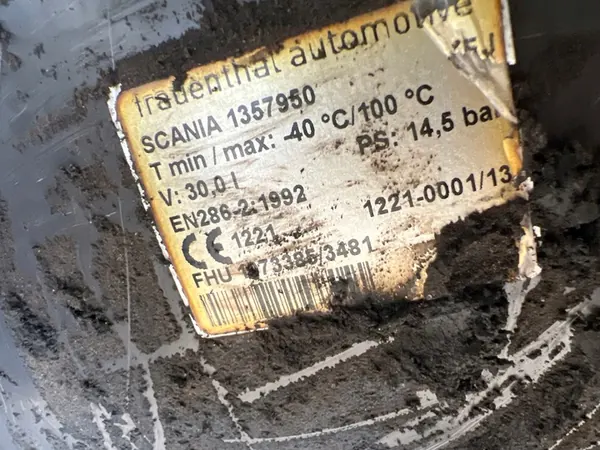 frauenthal automotive
SCANIA 1357950
T min / max: -40 °C/100 °C
V: 30,0 l PS: 14,5 bar
EN286-2:1992
CE 1221 1221-0001/13
FHU